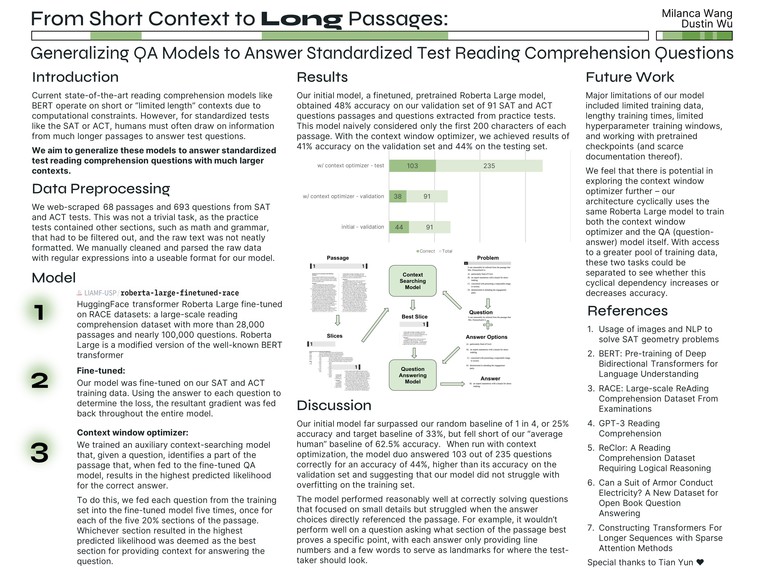 From Short Context to Long Passages:
Milanca Wang
Dustin Wu
Generalizing QA Models to Answer Standardized Test Reading Comprehension Questions
Introduction
Current state-of-the-art reading comprehension models like
BERT operate on short or "limited length" contexts due to
computational constraints. However, for standardized tests
like the SAT or ACT, humans must often draw on information
from much longer passages to answer test questions.
We aim to generalize these models to answer standardized
test reading comprehension questions with much larger
contexts.
Data Preprocessing
We web-scraped 68 passages and 693 questions from SAT
and ACT tests. This was not a trivial task, as the practice
tests contained other sections, such as math and grammar,
that had to be filtered out, and the raw text was not neatly
formatted. We manually cleaned and parsed the raw data
with regular expressions into a useable format for our model.
Model
1
LIAMF-USP roberta-large-finetuned-race
HuggingFace transformer Roberta Large fine-tuned
on RACE datasets: a large-scale reading
comprehension dataset with more than 28,000
passages and nearly 100,000 questions. Roberta
Large is a modified version of the well-known BERT
transformer
2
Fine-tuned:
Our model was fine-tuned on our SAT and ACT
training data. Using the answer to each question to
determine the loss, the resultant gradient was fed
back throughout the entire model.
3
Context window optimizer:
We trained an auxiliary context-searching model
that, given a question, identifies a part of the
passage that, when fed to the fine-tuned QA
model, results in the highest predicted likelihood
for the correct answer.
To do this, we fed each question from the training
set into the fine-tuned model five times, once for
each of the five 20% sections of the passage.
Whichever section resulted in the highest
predicted likelihood was deemed as the best
section for providing context for answering the
question.
Results
Our initial model, a finetuned, pretrained Roberta Large model,
obtained 48% accuracy on our validation set of 91 SAT and ACT
questions passages and questions extracted from practice tests.
This model naively considered only the first 200 characters of each
passage. With the context window optimizer, we achieved results of
41% accuracy on the validation set and 44% on the testing set.
w/ context optimizer - test
103
235
w/ context optimizer - validation
38
91
initial - validation
44
91
Correct
Total
Passage
Context
Searching
Model
Problem
Question
Best Slice
Slices
Answer Options
Question
Answering
Model
Answer
Discussion
Our initial model far surpassed our random baseline of 1 in 4, or 25%
accuracy and target baseline of 33%, but fell short of our "average
human" baseline of 62.5% accuracy. When run with context
optimization, the model duo answered 103 out of 235 questions
correctly for an accuracy of 44%, higher than its accuracy on the
validation set and suggesting that our model did not struggle with
overfitting on the training set.
The model performed reasonably well at correctly solving questions
that focused on small details but struggled when the answer
choices directly referenced the passage. For example, it wouldn't
perform well on a question asking what section of the passage best
proves a specific point, with each answer only providing line
numbers and a few words to serve as landmarks for where the test-
taker should look.
Future Work
Major limitations of our model
included limited training data,
lengthy training times, limited
hyperparameter training windows,
and working with pretrained
checkpoints (and scarce
documentation thereof).
We feel that there is potential in
exploring the context window
optimizer further – our
architecture cyclically uses the
same Roberta Large model to train
both the context window
optimizer and the QA (question-
answer) model itself. With access
to a greater pool of training data,
these two tasks could be
separated to see whether this
cyclical dependency increases or
decreases accuracy.
References
1. Usage of images and NLP to
solve SAT geometry problems
2. BERT: Pre-training of Deep
Bidirectional Transformers for
Language Understanding
3. RACE: Large-scale ReAding
Comprehension Dataset From
Examinations
4. GPT-3 Reading
Comprehension
5. ReClor: A Reading
Comprehension Dataset
Requiring Logical Reasoning
6. Can a Suit of Armor Conduct
Electricity? A New Dataset for
Open Book Question
Answering
7. Constructing Transformers For
Longer Sequences with Sparse
Attention Methods
Special thanks to Tian Yun ♥